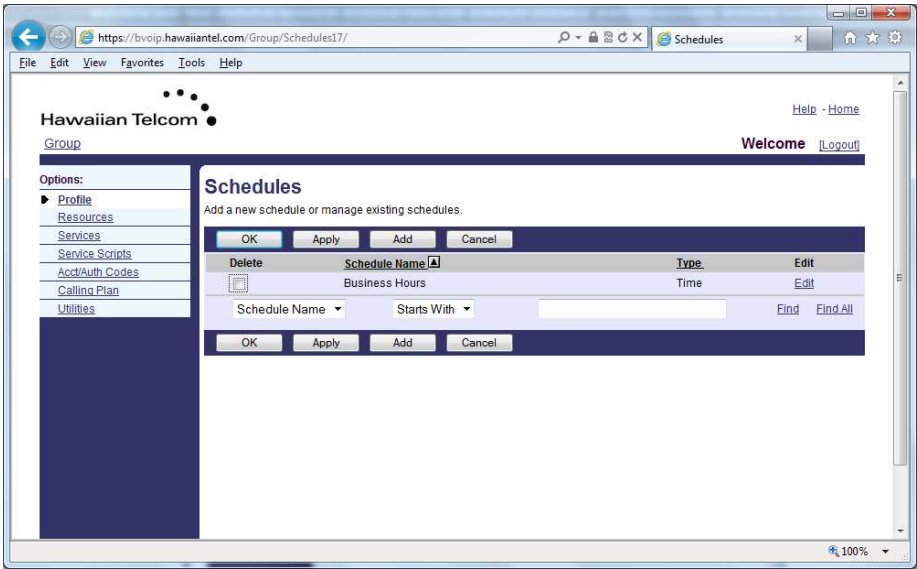 https://bvoip.hawaiiantel.com/Group/Schedules17/
Schedules
File Edit View Favorites Tools Help
Hawaiian Telcom
Help - Home
Group
Welcome [Logout]
Options:
Profile
Resources
Services
Service Scripts
Acct/Auth Codes
Calling Plan
Utilities
Schedules
Add a new schedule or manage existing schedules.
OK Apply Add Cancel
Delete Schedule Name Type Edit
Business Hours Time Edit
Schedule Name Starts With Find Find All
OK Apply Add Cancel
100%